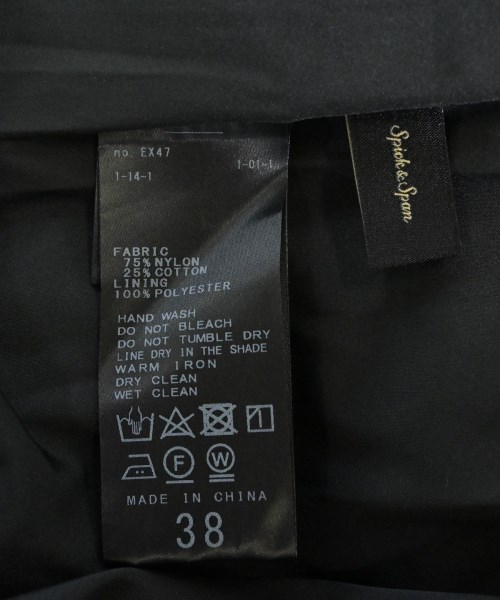 no. EX47
1-01-1
1-14-1
FABRIC
75%NYLON
25%COTTON
LINING
100%POLYESTER
HAND WASH
DO NOT BLEACH
DO NOT TUMBLE DRY
LINE DRY IN THE SHADE
WARM IRON
DRY CLEAN
WET CLEAN
F
W
MADE IN CHINA
38
Spick&Span